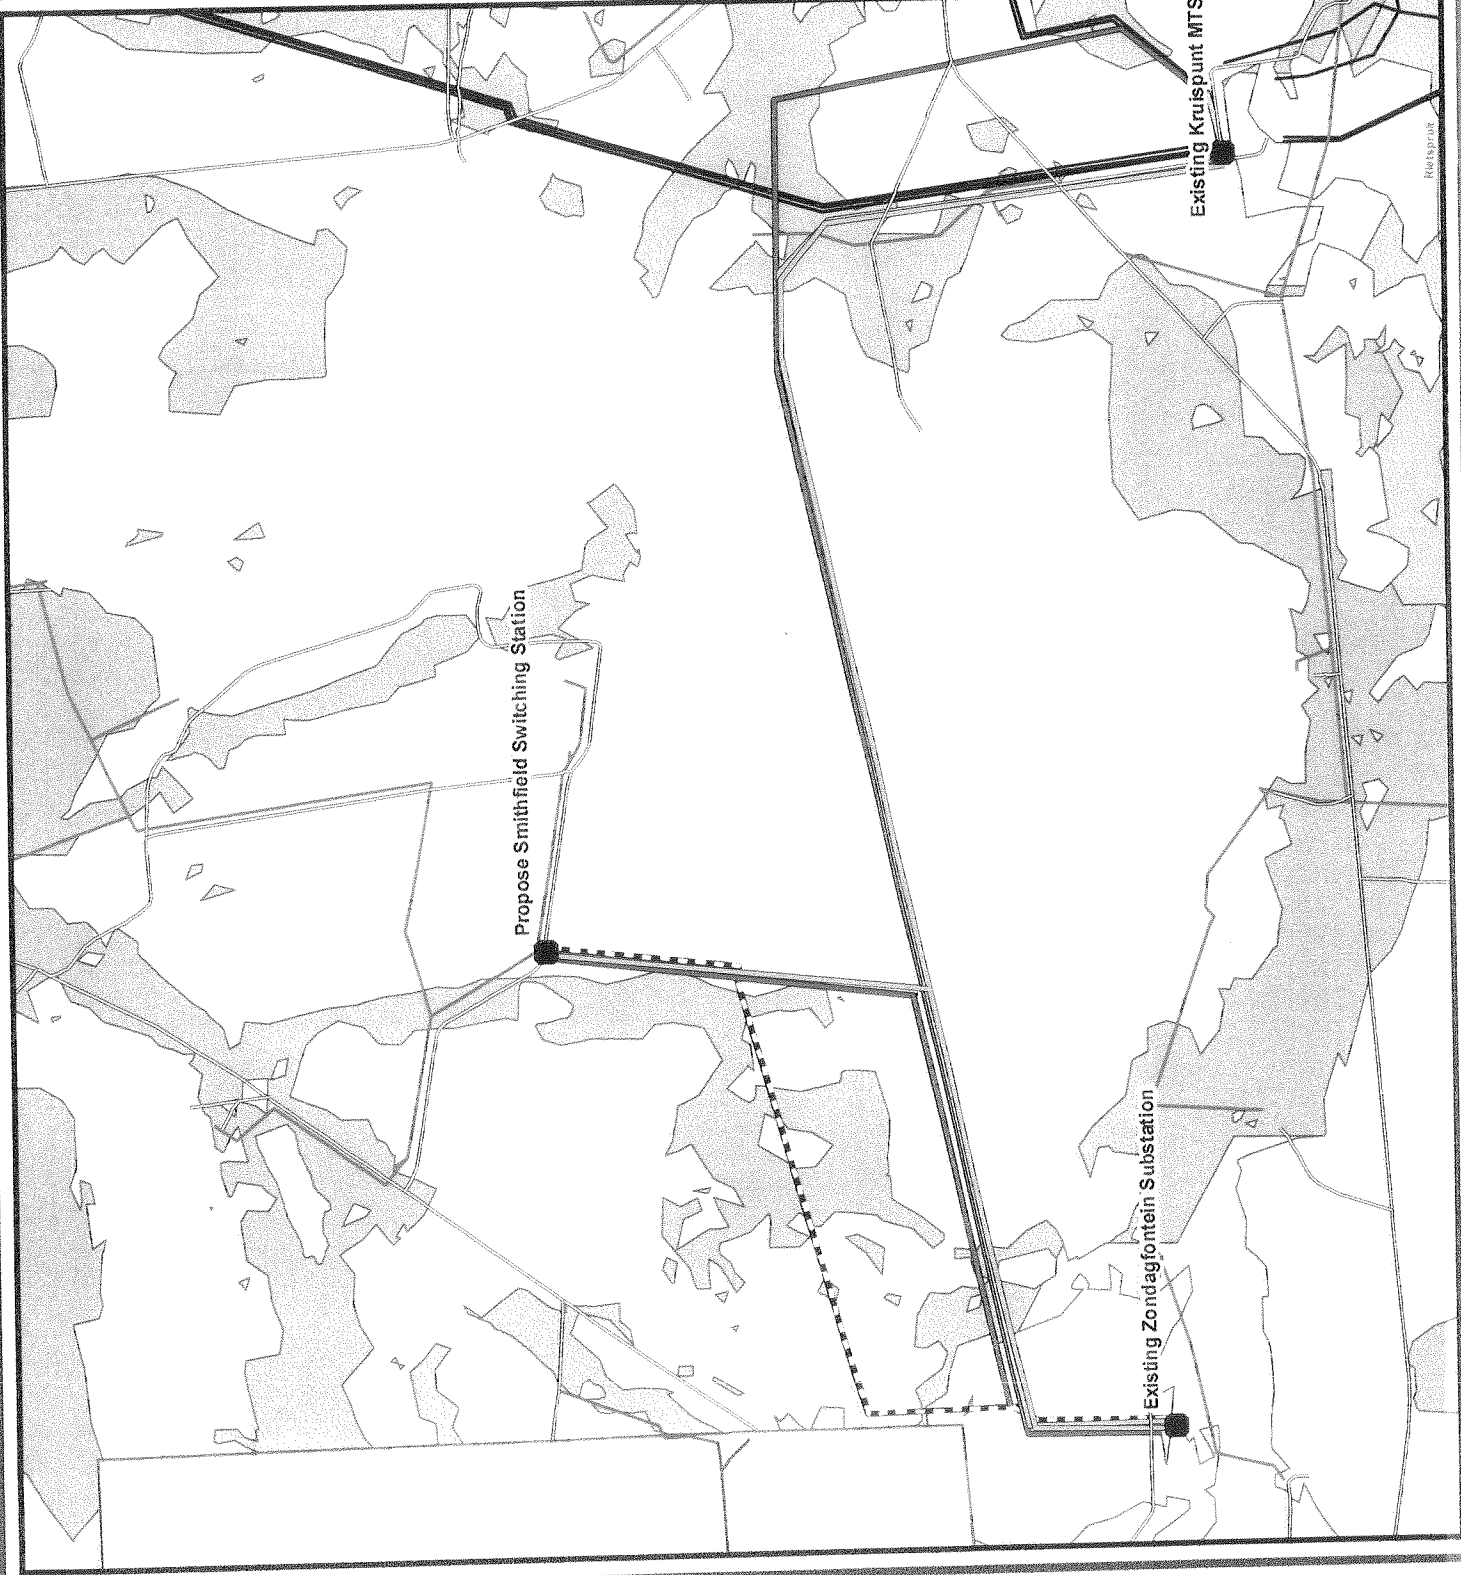 Propose Smithfield Switching Station
Existing Kruispunt MTS
Existing Zondagfontein Substation